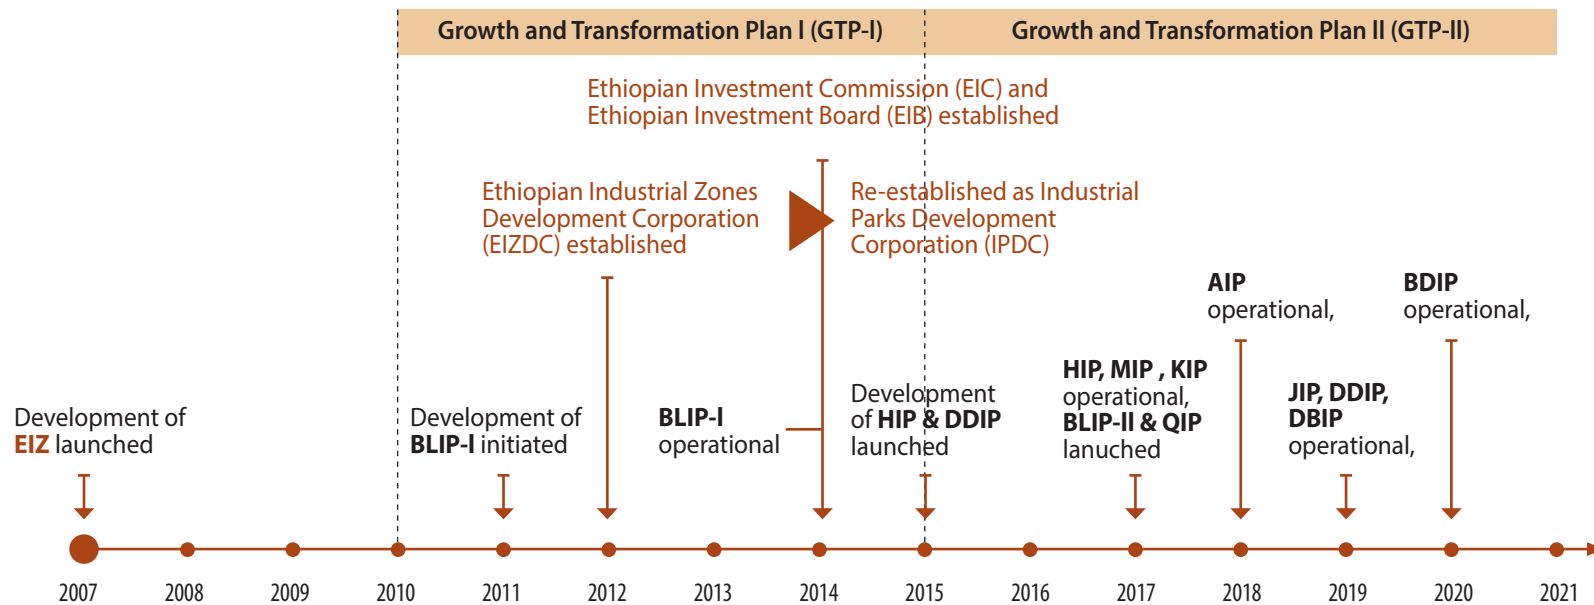 Growth and Transformation Plan I (GTP-I)
Growth and Transformation Plan II (GTP-II)
Ethiopian Investment Commission (EIC) and
Ethiopian Investment Board (EIB) established
Ethiopian Industrial Zones
Development Corporation
(EIZDC) established
Re-established as Industrial
Parks Development
Corporation (IPDC)
AIP
operational,
BDIP
operational,
Development of
EIZ launched
Development of
BLIP-I initiated
BLIP-I
operational
Development
of HIP & DDIP
launched
HIP, MIP , KIP
operational,
BLIP-II & QIP
lanuched
JIP, DDIP,
DBIP
operational,
2007
2008
2009
2010
2011
2012
2013
2014
2015
2016
2017
2018
2019
2020
2021